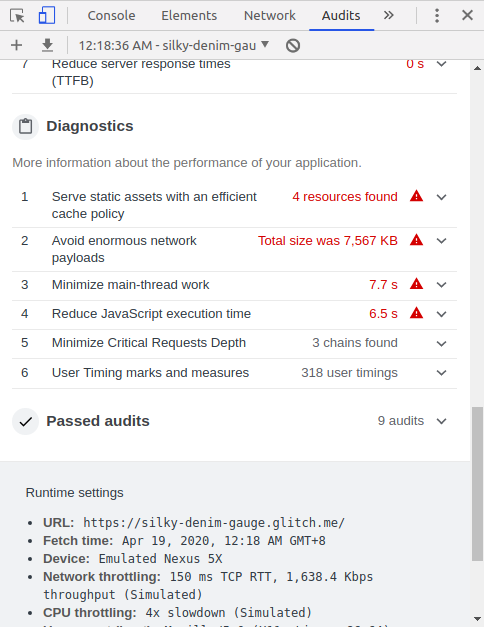 Console Elements Network Audits
12:18:36 AM - silky-denim-gau
7 Reduce server response times 0 s
(TTFB)
Diagnostics
More information about the performance of your application.
1 Serve static assets with an efficient 4 resources found
cache policy
2 Avoid enormous network Total size was 7,567 KB
payloads
3 Minimize main-thread work 7.7 s
4 Reduce JavaScript execution time 6.5 s
5 Minimize Critical Requests Depth 3 chains found
6 User Timing marks and measures 318 user timings
Passed audits 9 audits
Runtime settings
• URL: https://silky-denim-gauge.glitch.me/
• Fetch time: Apr 19, 2020, 12:18 AM GMT+8
• Device: Emulated Nexus 5X
• Network throttling: 150 ms TCP RTT, 1,638.4 Kbps
throughput (Simulated)
• CPU throttling: 4x slowdown (Simulated)